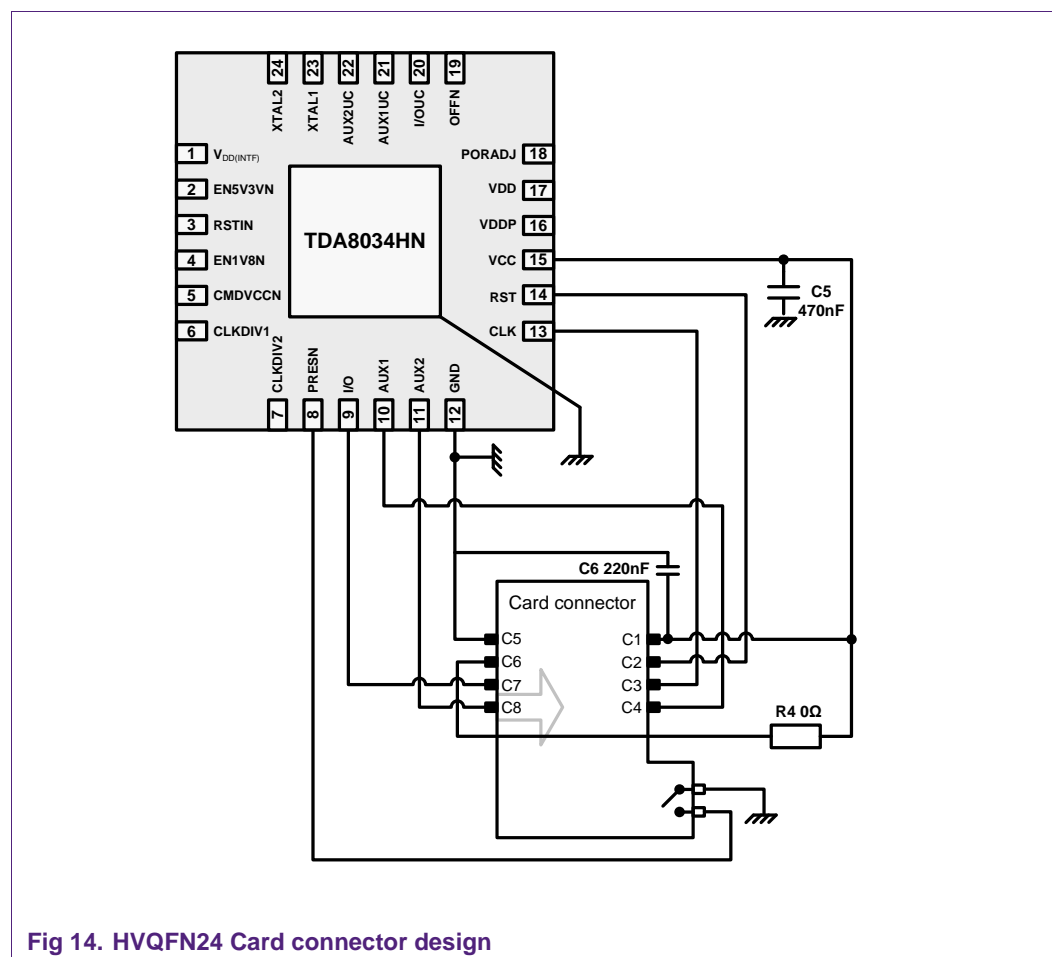 24 23 22 21 20 19
XTAL2 XTAL1 AUX2UC AUX1UC I/OUC OFFN
1 VDD(INTF)
2 EN5V3VN
3 RSTIN
4 EN1V8N
5 CMDVCCN
6 CLKDIV1
TDA8034HN
PORADJ 18
VDD 17
VDDP 16
VCC 15
RST 14
CLK 13
CLKDIV2 PRESN I/O AUX1 AUX2 GND
7 8 9 10 11 12
C5
470nF
C6 220nF
Card connector
C5 C1
C6 C2
C7 C3
C8 C4
R4 0Ω
Fig 14. HVQFN24 Card connector design